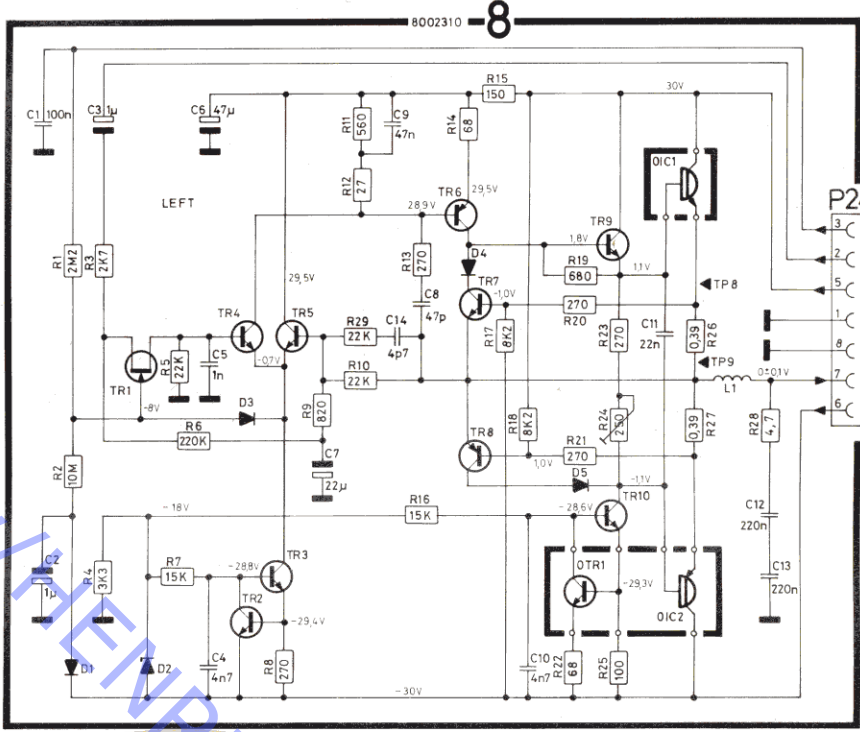 8002310
8
C1 100n
C3 1µ
C6 47µ
R11
560
C9
47n
R14
68
R15
150
30V
0IC1
LEFT
R12
27
TR6
29,5V
28,9V
P2
3
TR9
1,8V
R1
2M2
R3
2K7
R13
270
D4
R19
680
1,1V
2
29,5V
TR7
-1,0V
TP8
5
C8
47p
TR4
TR5
R29
22K
C14
4p7
R17
8K2
270
R20
R23
270
C11
22n
0,39
R26
1
R5
22K
C5
1n
-0,7V
TP9
8
TR1
R10
22K
0±0,1V
7
L1
-8V
D3
R9
820
R18
8K2
R24
250
0,39
R27
R28
4,7
6
R6
220K
TR8
R21
270
1,0V
R2
10M
C7
22µ
D5
-1,1V
TR10
-18V
R16
15K
-28,6V
C12
220n
C2
1µ
R4
3K3
R7
15K
-28,8V
TR3
0TR1
-29,3V
C13
220n
TR2
0IC2
-29,4V
D1
D2
C4
4n7
R8
270
C10
4n7
R22
68
R25
100
-30V
/HENP